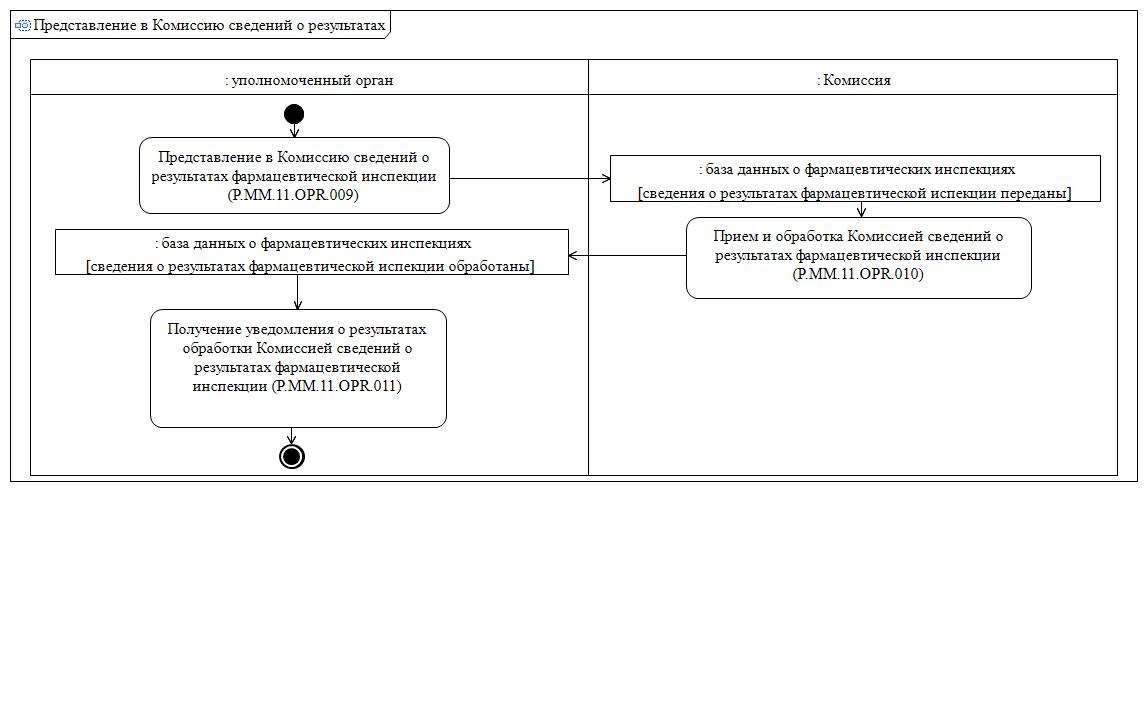 Представление в Комиссию сведений о результатах
: уполномоченный орган
: Комиссия
Представление в Комиссию сведений о
результатах фармацевтической инспекции
(P.MM.11.OPR.009)
: база данных о фармацевтических инспекциях
[сведения о результатах фармацевтической испекции переданы]
Прием и обработка Комиссией сведений о
результатах фармацевтической инспекции
(P.MM.11.OPR.010)
: база данных о фармацевтических инспекциях
[сведения о результатах фармацевтической испекции обработаны]
Получение уведомления о результатах
обработки Комиссией сведений о
результатах фармацевтической
инспекции (P.MM.11.OPR.011)